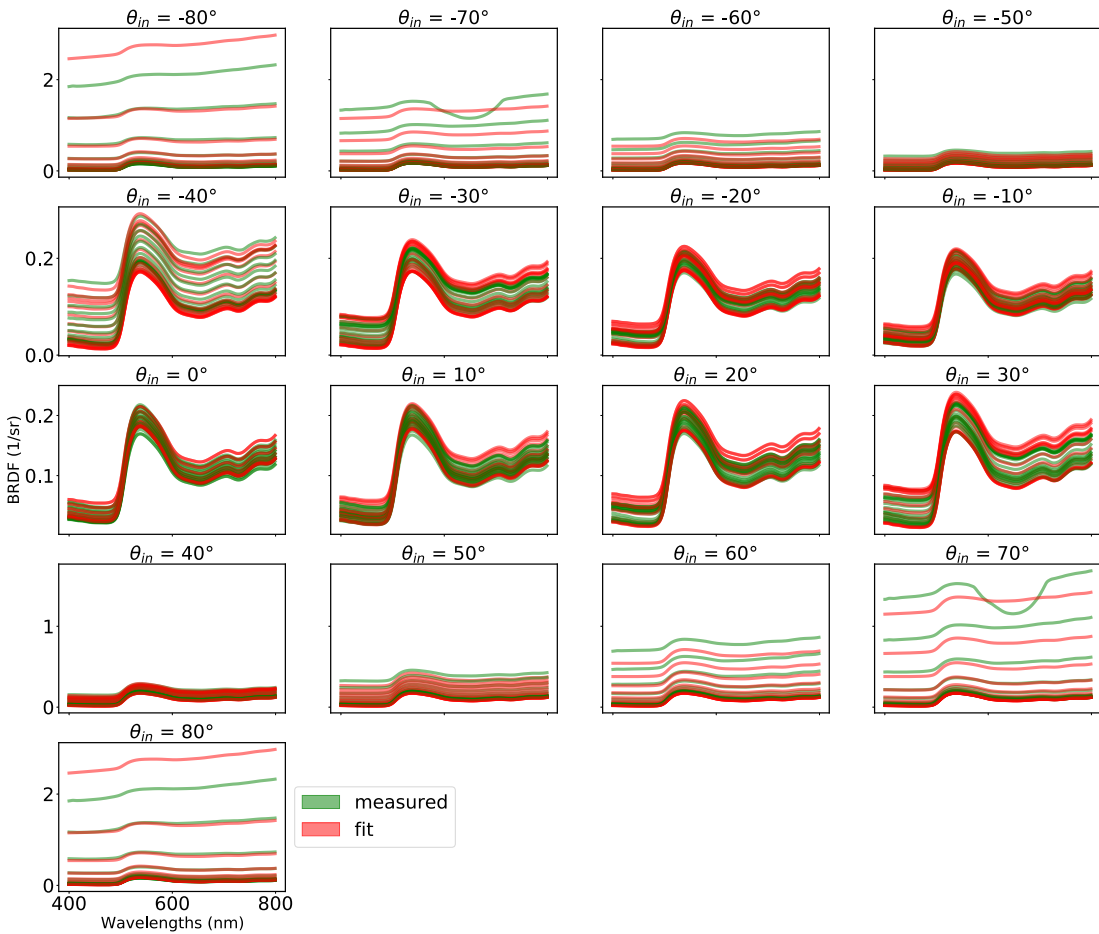 θin = -80° θin = -70° θin = -60° θin = -50°
2
0
θin = -40° θin = -30° θin = -20° θin = -10°
0.2
0.0
θin = 0° θin = 10° θin = 20° θin = 30°
0.2
0.1
BRDF (1/sr)
θin = 40° θin = 50° θin = 60° θin = 70°
1
0
θin = 80°
2
0
measured
fit
400 600 800
Wavelengths (nm)